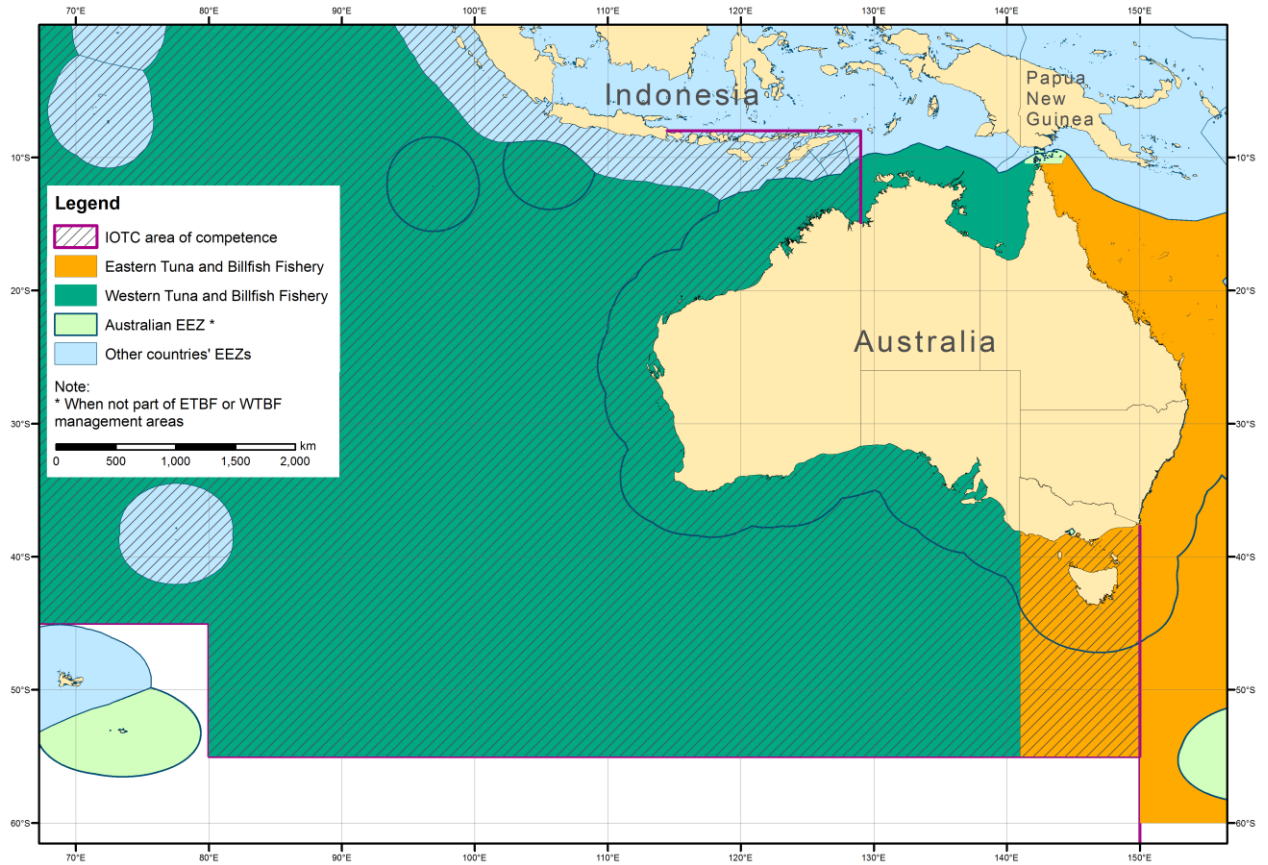 70°E 80°E 90°E 100°E 110°E 120°E 130°E 140°E 150°E
Indonesia
Papua
New
Guinea
10°S 10°S
Legend
IOTC area of competence
Eastern Tuna and Billfish Fishery
Western Tuna and Billfish Fishery
Australian EEZ *
Other countries' EEZs
Note:
* When not part of ETBF or WTBF
management areas
km
0 500 1,000 1,500 2,000
20°S 20°S
Australia
30°S 30°S
40°S 40°S
50°S 50°S
60°S 60°S
70°E 80°E 90°E 100°E 110°E 120°E 130°E 140°E 150°E